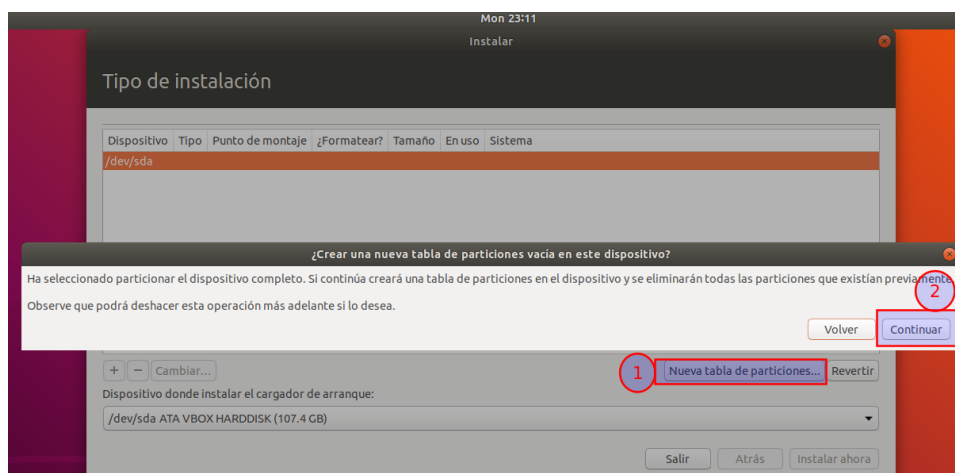 Mon 23:11
Instalar
Tipo de instalación
Dispositivo Tipo Punto de montaje ¿Formatear? Tamaño En uso Sistema
/dev/sda
¿Crear una nueva tabla de particiones vacía en este dispositivo?
Ha seleccionado particionar el dispositivo completo. Si continúa creará una tabla de particiones en el dispositivo y se eliminarán todas las particiones que existían previamente.
2
Observe que podrá deshacer esta operación más adelante si lo desea.
Volver Continuar
+ - Cambiar... 1 Nueva tabla de particiones... Revertir
Dispositivo donde instalar el cargador de arranque:
/dev/sda ATA VBOX HARDDISK (107.4 GB)
Salir Atrás Instalar ahora